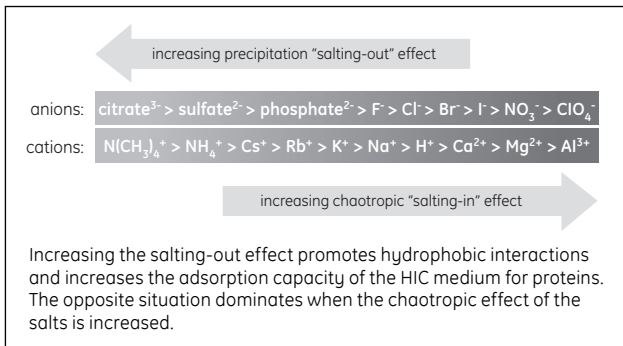 increasing precipitation “salting-out” effect
anions: citrate³⁻ > sulfate²⁻ > phosphate²⁻ > F⁻ > Cl⁻ > Br⁻ > I⁻ > NO₃⁻ > ClO₄⁻
cations: N(CH₃)₄⁺ > NH₄⁺ > Cs⁺ > Rb⁺ > K⁺ > Na⁺ > H⁺ > Ca²⁺ > Mg²⁺ > Al³⁺
increasing chaotropic “salting-in” effect
Increasing the salting-out effect promotes hydrophobic interactions
and increases the adsorption capacity of the HIC medium for proteins.
The opposite situation dominates when the chaotropic effect of the
salts is increased.